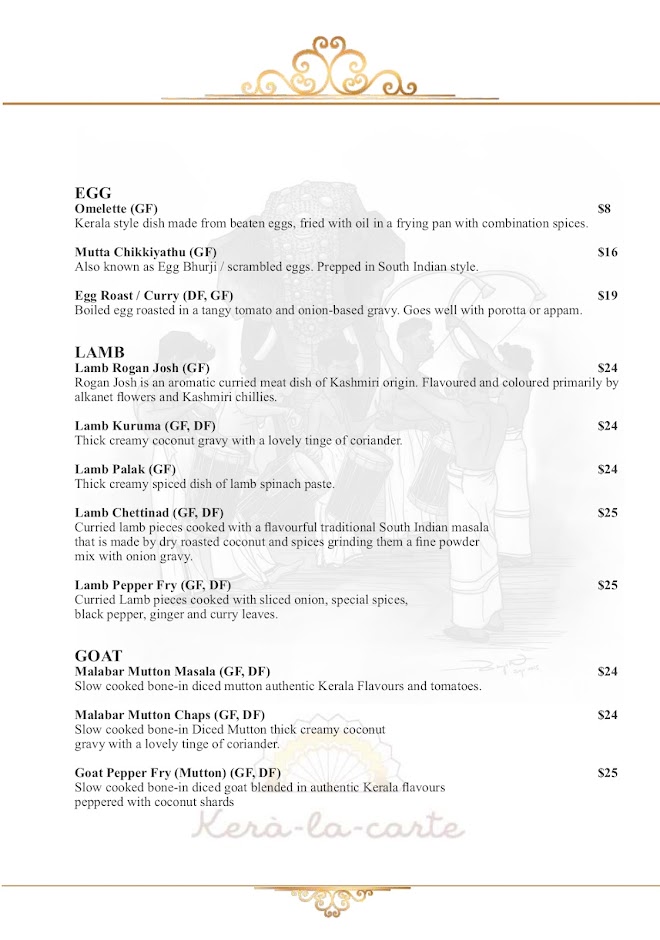 EGG
Omelette (GF) $8
Kerala style dish made from beaten eggs, fried with oil in a frying pan with combination spices.
Mutta Chikkiyathu (GF) $16
Also known as Egg Bhurji / scrambled eggs. Prepped in South Indian style.
Egg Roast / Curry (DF, GF) $19
Boiled egg roasted in a tangy tomato and onion-based gravy. Goes well with porotta or appam.
LAMB
Lamb Rogan Josh (GF) $24
Rogan Josh is an aromatic curried meat dish of Kashmiri origin. Flavoured and coloured primarily by
alkanet flowers and Kashmiri chillies.
Lamb Kuruma (GF, DF) $24
Thick creamy coconut gravy with a lovely tinge of coriander.
Lamb Palak (GF) $24
Thick creamy spiced dish of lamb spinach paste.
Lamb Chettinad (GF, DF) $25
Curried lamb pieces cooked with a flavourful traditional South Indian masala
that is made by dry roasted coconut and spices grinding them a fine powder
mix with onion gravy.
Lamb Pepper Fry (GF, DF) $25
Curried Lamb pieces cooked with sliced onion, special spices,
black pepper, ginger and curry leaves.
GOAT
Malabar Mutton Masala (GF, DF) $24
Slow cooked bone-in diced mutton authentic Kerala Flavours and tomatoes.
Malabar Mutton Chaps (GF, DF) $24
Slow cooked bone-in Diced Mutton thick creamy coconut
gravy with a lovely tinge of coriander.
Goat Pepper Fry (Mutton) (GF, DF) $25
Slow cooked bone-in diced goat blended in authentic Kerala flavours
peppered with coconut shards
Kerà-la-carte